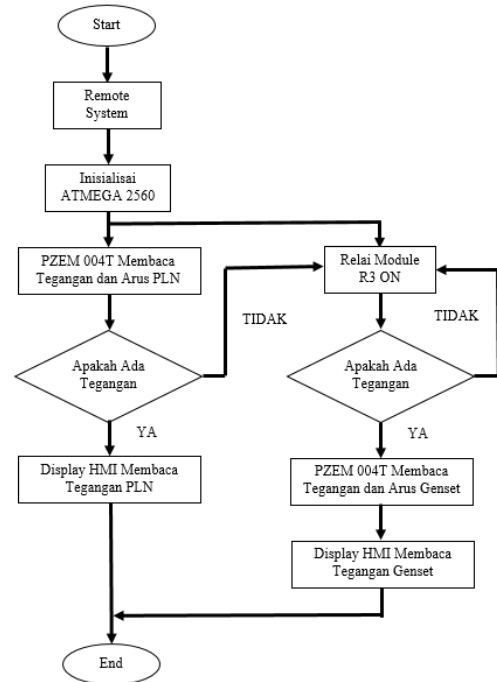 Start
Remote
System
Inisialisai
ATMEGA 2560
PZEM 004T Membaca
Tegangan dan Arus PLN
Relai Module
R3 ON
TIDAK
TIDAK
Apakah Ada
Tegangan
Apakah Ada
Tegangan
YA
YA
Display HMI Membaca
Tegangan PLN
PZEM 004T Membaca
Tegangan dan Arus Genset
Display HMI Membaca
Tegangan Genset
End